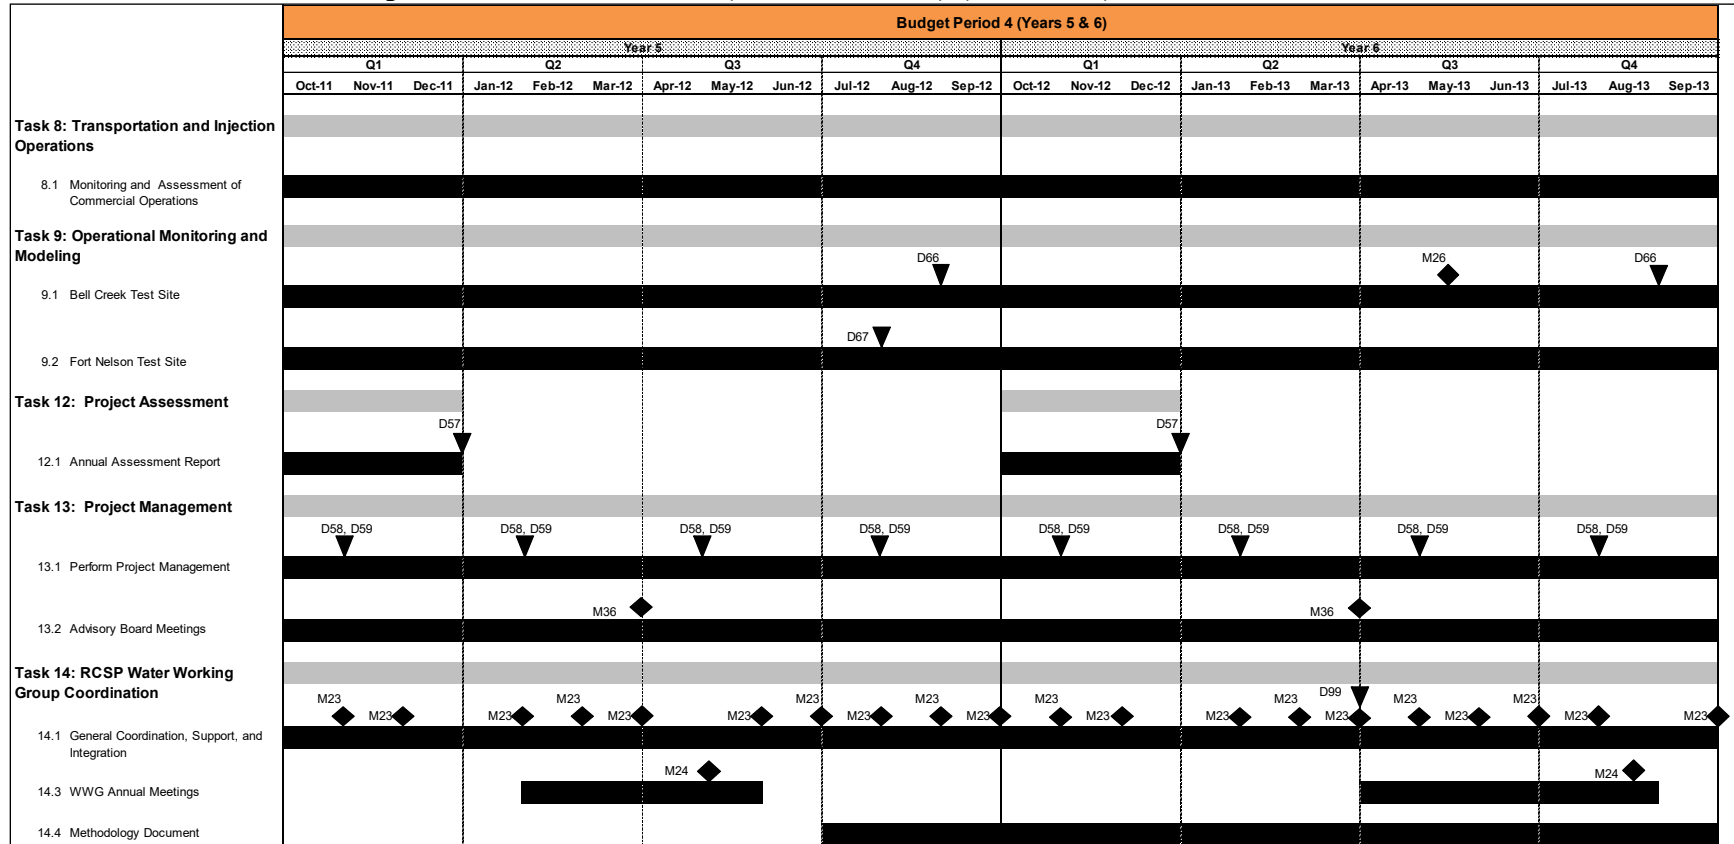 Budget Period 4 (Years 5 & 6)
Year 5 Year 6
Q1 Q2 Q3 Q4 Q1 Q2 Q3 Q4
Oct-11 Nov-11 Dec-11 Jan-12 Feb-12 Mar-12 Apr-12 May-12 Jun-12 Jul-12 Aug-12 Sep-12 Oct-12 Nov-12 Dec-12 Jan-13 Feb-13 Mar-13 Apr-13 May-13 Jun-13 Jul-13 Aug-13 Sep-13
Task 8: Transportation and Injection
Operations
8.1 Monitoring and Assessment of
Commercial Operations
Task 9: Operational Monitoring and
Modeling
D66 M26 D66
9.1 Bell Creek Test Site
D67
9.2 Fort Nelson Test Site
Task 12: Project Assessment
D57 D57
12.1 Annual Assessment Report
Task 13: Project Management
D58, D59 D58, D59 D58, D59 D58, D59 D58, D59 D58, D59 D58, D59 D58, D59
13.1 Perform Project Management
M36 M36
13.2 Advisory Board Meetings
Task 14: RCSP Water Working
Group Coordination
M23 M23 M23 M23 M23 M23 D99 M23 M23
M23 M23 M23 M23 M23 M23 M23 M23 M23 M23 M23 M23
14.1 General Coordination, Support, and
Integration
M24 M24
14.3 WWG Annual Meetings
14.4 Methodology Document